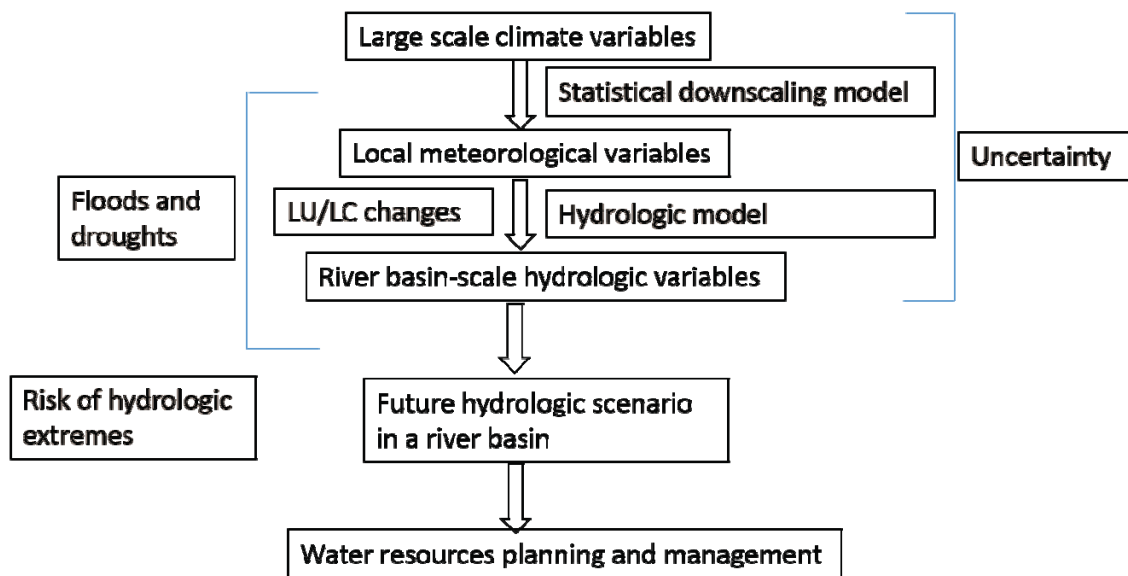 Large scale climate variables
Statistical downscaling model
Local meteorological variables
Uncertainty
Floods and
droughts
LU/LC changes
Hydrologic model
River basin-scale hydrologic variables
Risk of hydrologic
extremes
Future hydrologic scenario
in a river basin
Water resources planning and management